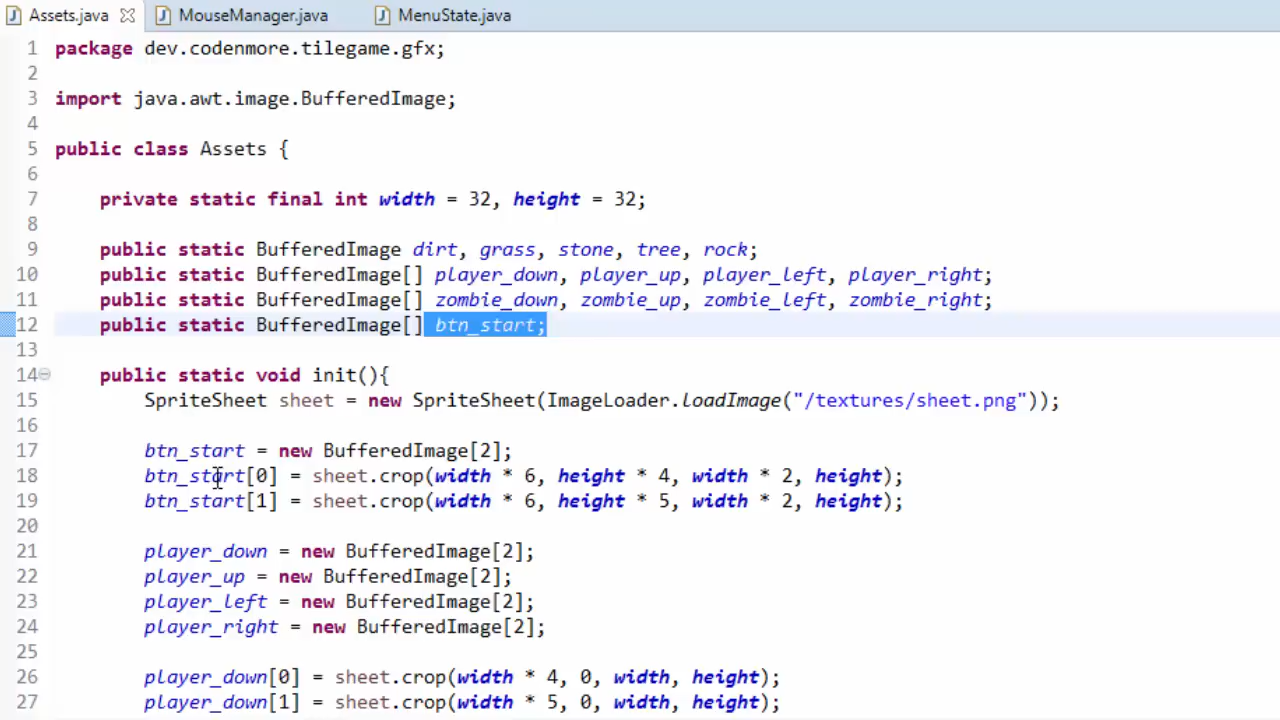 Assets.java MouseManager.java MenuState.java
1 package dev.codenmore.tilegame.gfx;
2
3 import java.awt.image.BufferedImage;
4
5 public class Assets {
6
7 private static final int width = 32, height = 32;
8
9 public static BufferedImage dirt, grass, stone, tree, rock;
10 public static BufferedImage[] player_down, player_up, player_left, player_right;
11 public static BufferedImage[] zombie_down, zombie_up, zombie_left, zombie_right;
12 public static BufferedImage[] btn_start;
13
14 public static void init(){
15 SpriteSheet sheet = new SpriteSheet(ImageLoader.loadImage("/textures/sheet.png"));
16
17 btn_start = new BufferedImage[2];
18 btn_start[0] = sheet.crop(width * 6, height * 4, width * 2, height);
19 btn_start[1] = sheet.crop(width * 6, height * 5, width * 2, height);
20
21 player_down = new BufferedImage[2];
22 player_up = new BufferedImage[2];
23 player_left = new BufferedImage[2];
24 player_right = new BufferedImage[2];
25
26 player_down[0] = sheet.crop(width * 4, 0, width, height);
27 player_down[1] = sheet.crop(width * 5, 0, width, height);